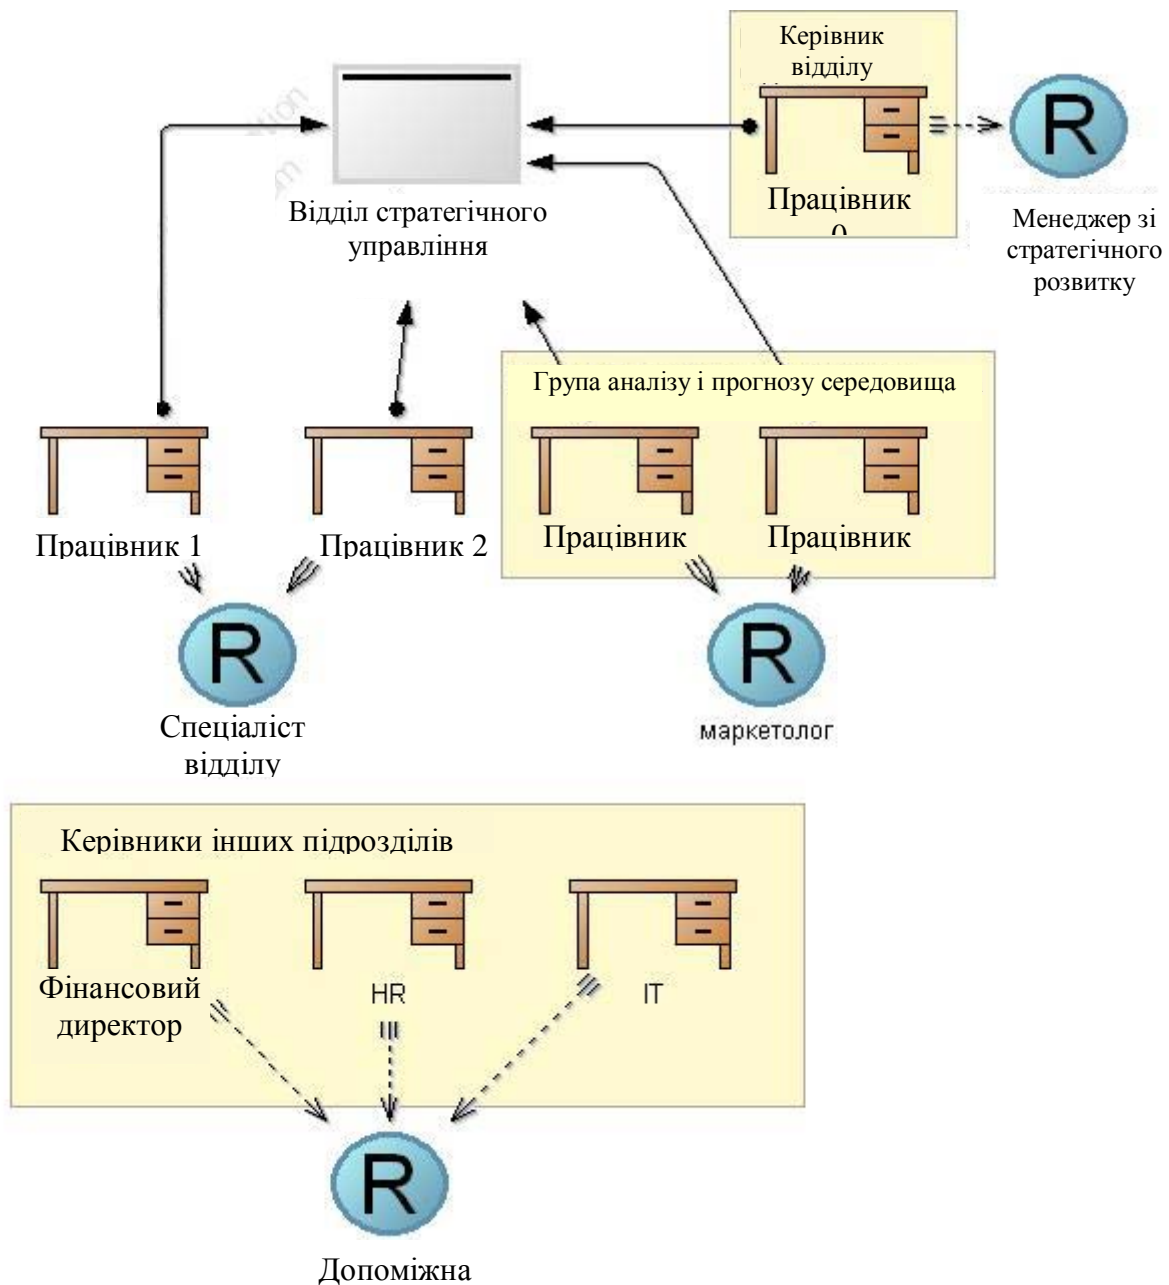 Керівник
відділу
R
Працівник
0
Менеджер зі
стратегічного
розвитку
Відділ стратегічного
управління
Група аналізу і прогнозу середовища
Працівник 1
Працівник 2
Працівник
Працівник
R
Спеціаліст
відділу
R
маркетолог
Керівники інших підрозділів
Фінансовий
директор
HR
IT
R
Допоміжна